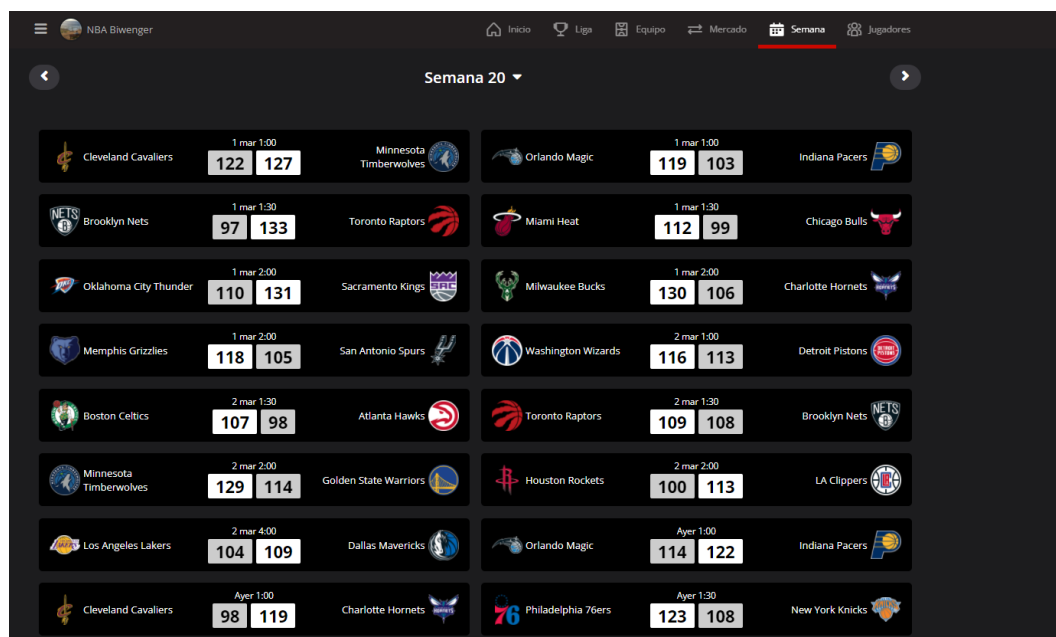 NBA Biwenger
Inicio
Liga
Equipo
Mercado
Semana
Jugadores
Semana 20
1 mar 1:00
Cleveland Cavaliers
122 127
Minnesota
Timberwolves
1 mar 1:00
Orlando Magic
119 103
Indiana Pacers
1 mar 1:30
NETS
B
Brooklyn Nets
97 133
Toronto Raptors
1 mar 1:30
Miami Heat
112 99
Chicago Bulls
1 mar 2:00
Oklahoma City Thunder
110 131
Sacramento Kings
SAC
1 mar 2:00
Milwaukee Bucks
130 106
Charlotte Hornets
1 mar 2:00
Memphis Grizzlies
118 105
San Antonio Spurs
2 mar 1:00
Washington Wizards
116 113
Detroit Pistons
2 mar 1:30
Boston Celtics
107 98
Atlanta Hawks
2 mar 1:30
Toronto Raptors
109 108
Brooklyn Nets
NETS
B
2 mar 2:00
Minnesota
Timberwolves
129 114
Golden State Warriors
2 mar 2:00
Houston Rockets
100 113
LA Clippers
2 mar 4:00
Los Angeles Lakers
104 109
Dallas Mavericks
Ayer 1:00
Orlando Magic
114 122
Indiana Pacers
Ayer 1:00
Cleveland Cavaliers
98 119
Charlotte Hornets
Ayer 1:30
76
Philadelphia 76ers
123 108
New York Knicks